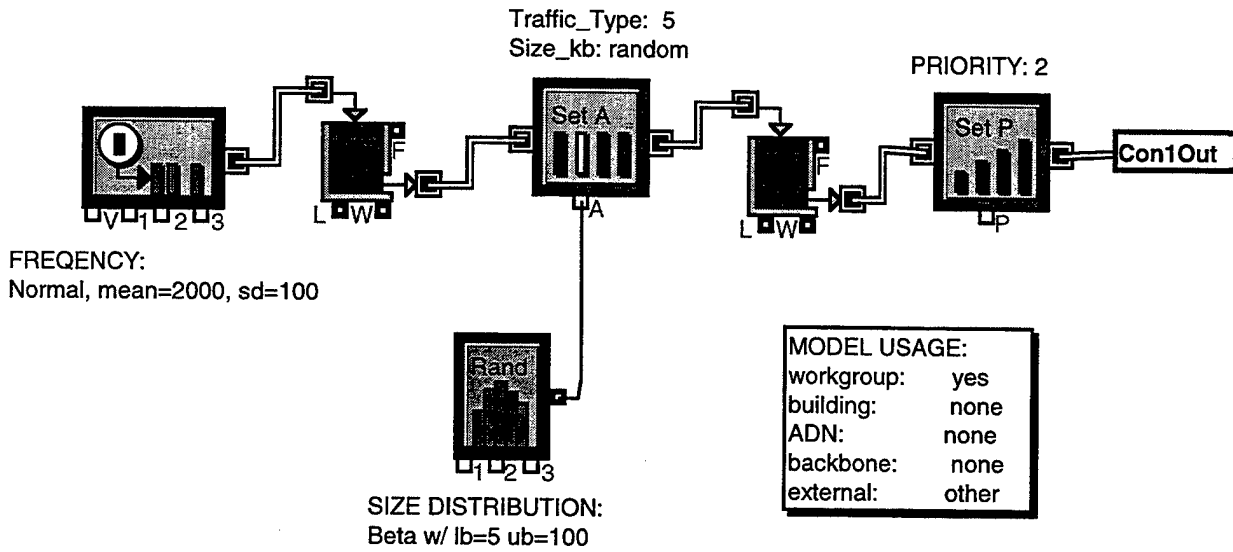 Traffic_Type: 5
Size_kb: random
PRIORITY: 2
Set A
Set P
F
F
Con1Out
V 1 2 3
L W
A
L W
P
FREQENCY:
Normal, mean=2000, sd=100
Rand
1 2 3
SIZE DISTRIBUTION:
Beta w/ lb=5 ub=100
MODEL USAGE:
workgroup: yes
building: none
ADN: none
backbone: none
external: other